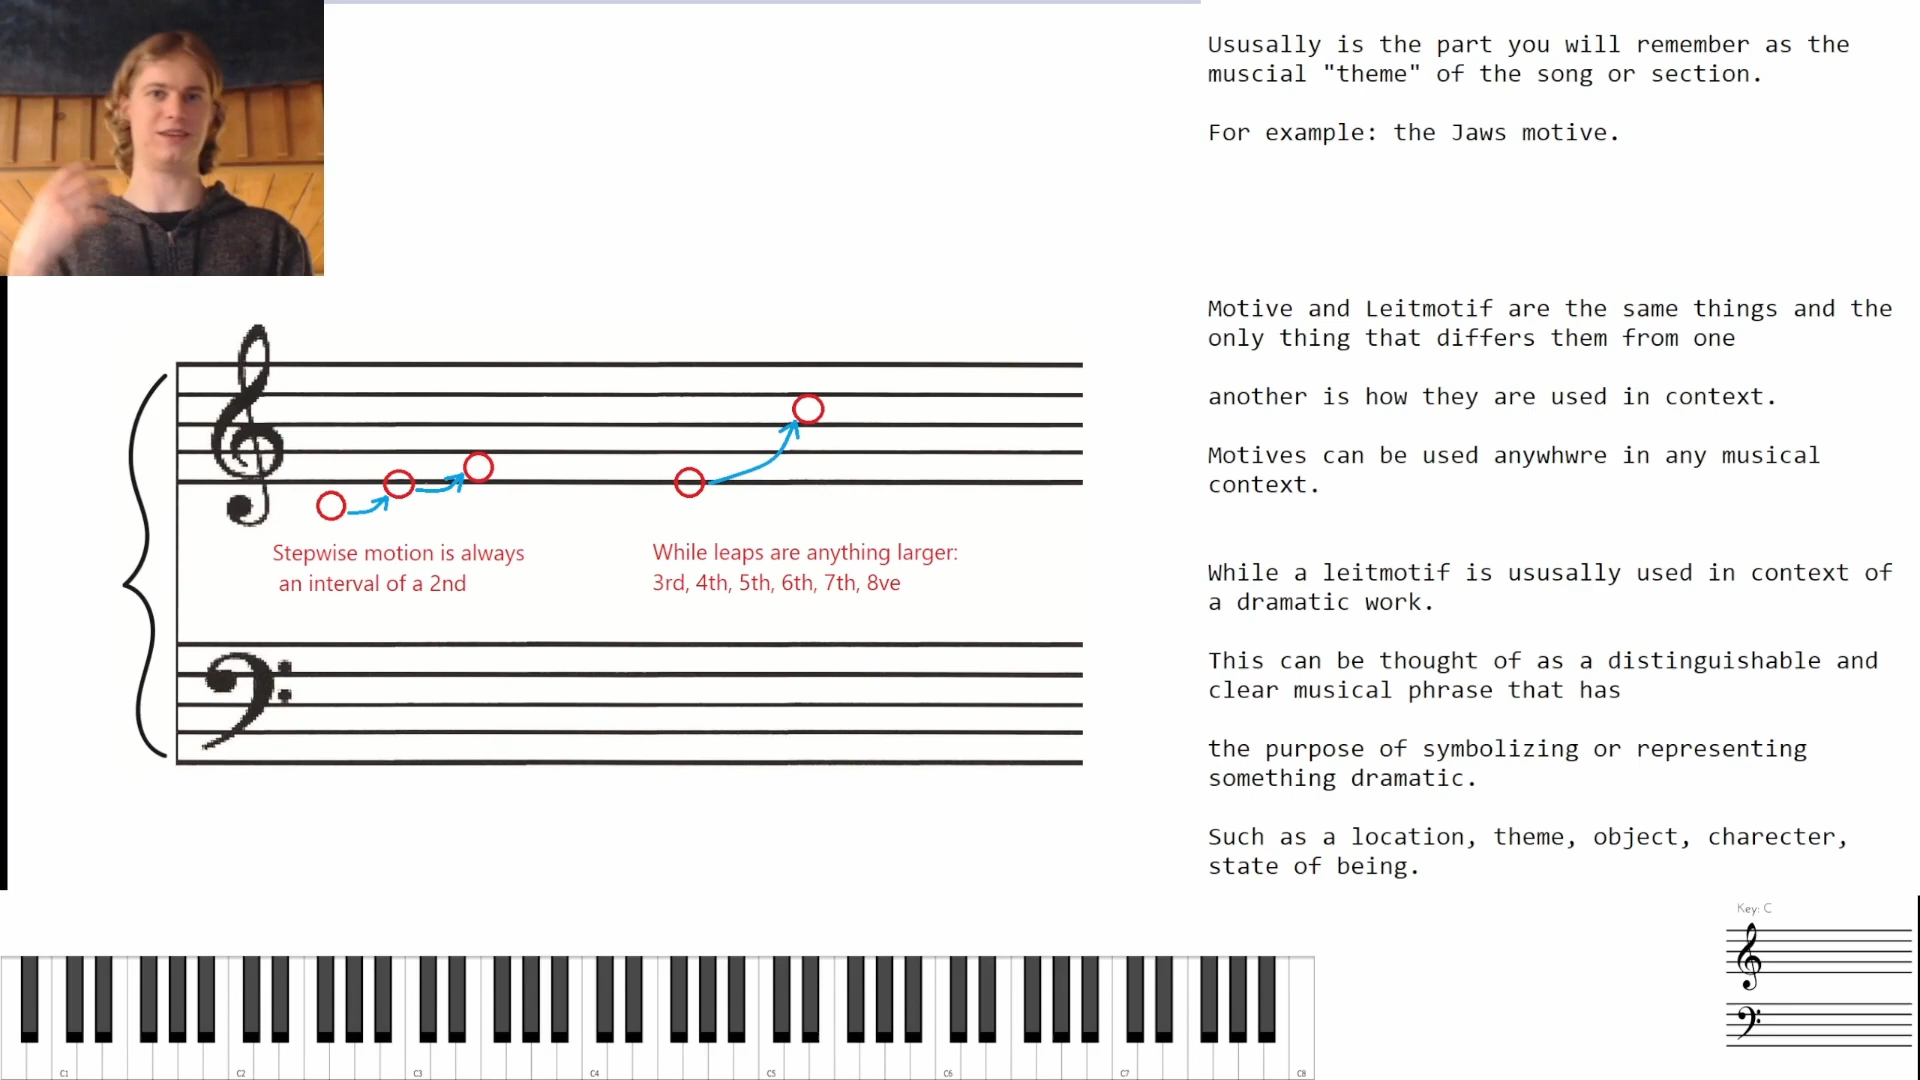 Ususally is the part you will remember as the
muscial "theme" of the song or section.
For example: the Jaws motive.
Motive and Leitmotif are the same things and the
only thing that differs them from one
another is how they are used in context.
Motives can be used anywhwre in any musical
context.
While a leitmotif is ususally used in context of
a dramatic work.
This can be thought of as a distinguishable and
clear musical phrase that has
the purpose of symbolizing or representing
something dramatic.
Such as a location, theme, object, charecter,
state of being.
Stepwise motion is always
an interval of a 2nd
While leaps are anything larger:
3rd, 4th, 5th, 6th, 7th, 8ve
Key: C
C1 C2 C3 C4 C5 C6 C7 C8